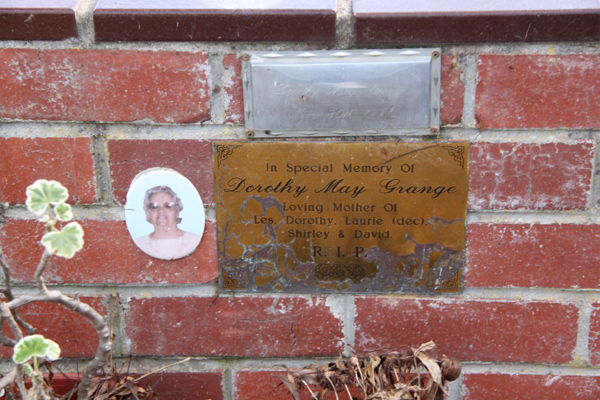 In Special Memory Of
Dorothy May Grange
Loving Mother Of
Les, Dorothy, Laurie (dec),
Shirley & David
R. I. P.